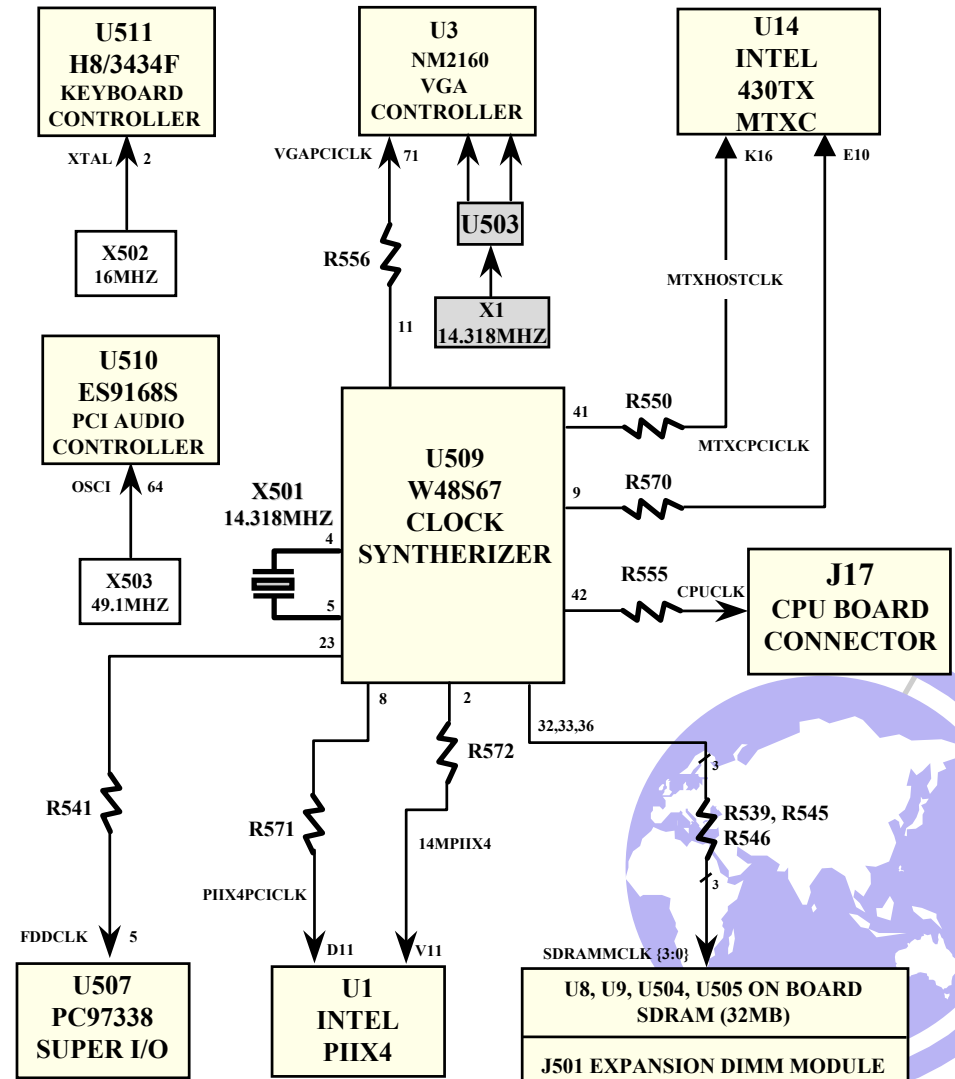 U511
H8/3434F
KEYBOARD
CONTROLLER
XTAL
2
X502
16MHZ
U3
NM2160
VGA
CONTROLLER
VGAPCICLK
71
U503
X1
14.318MHZ
R556
11
U14
INTEL
430TX
MTXC
K16
E10
MTXHOSTCLK
MTXCPCICLK
U510
ES9168S
PCI AUDIO
CONTROLLER
OSCI
64
X503
49.1MHZ
X501
14.318MHZ
4
5
23
U509
W48S67
CLOCK
SYNTHERIZER
41
R550
9
R570
42
R555
CPUCLK
J17
CPU BOARD
CONNECTOR
8
2
32,33,36
R572
3
R541
R571
R539, R545
R546
3
14MPIIX4
PIIX4PCICLK
FDDCLK
5
D11
V11
SDRAMMCLK {3:0}
U507
PC97338
SUPER I/O
U1
INTEL
PIIX4
U8, U9, U504, U505 ON BOARD
SDRAM (32MB)
J501 EXPANSION DIMM MODULE